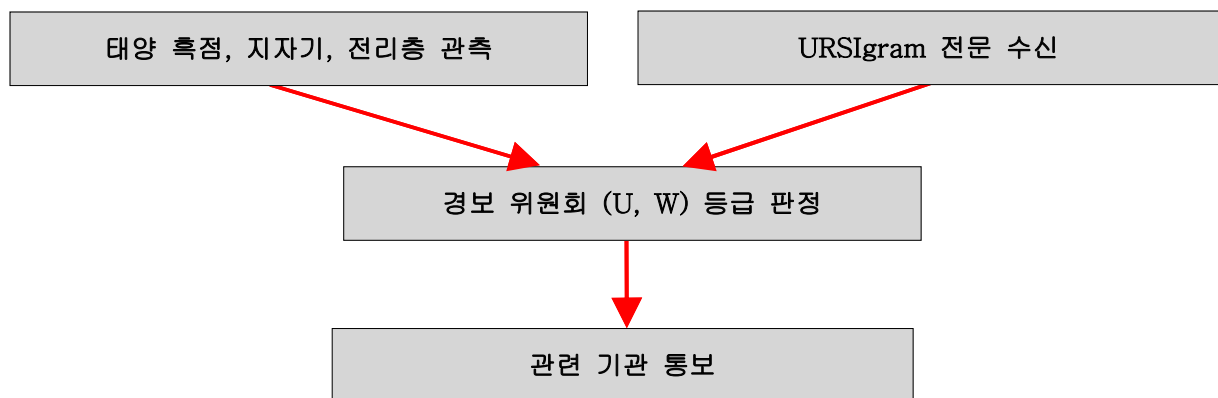 태양 흑점, 지자기, 전리층 관측
URSIgram 전문 수신
경보 위원회 (U, W) 등급 판정
관련 기관 통보